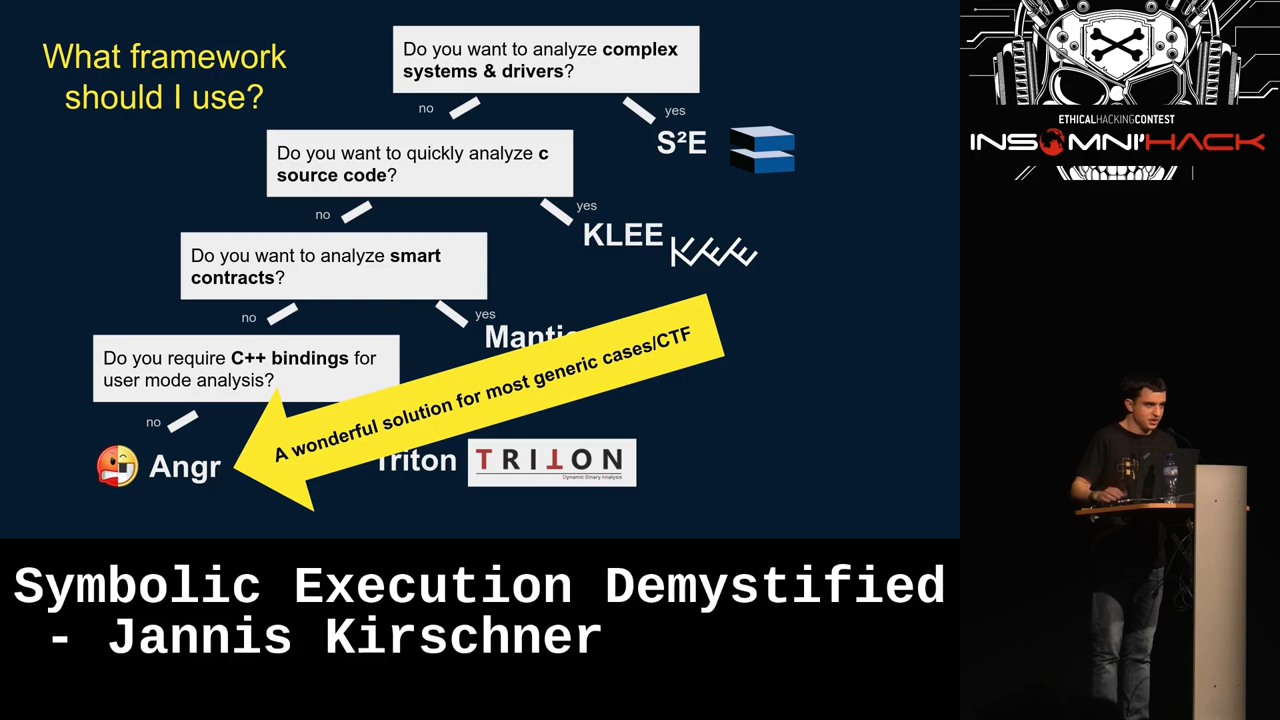 What framework
should I use?
Do you want to analyze complex
systems & drivers?
no
yes
S²E
Do you want to quickly analyze c
source code?
no
yes
KLEE
KLEE
Do you want to analyze smart
contracts?
no
yes
Do you require C++ bindings for
user mode analysis?
A wonderful solution for most generic cases/CTF
no
Angr
Triton
TRITON
Dynamic Binary Analysis
ETHICALHACKINGCONTEST
INSOMNI'HACK
Symbolic Execution Demystified
- Jannis Kirschner